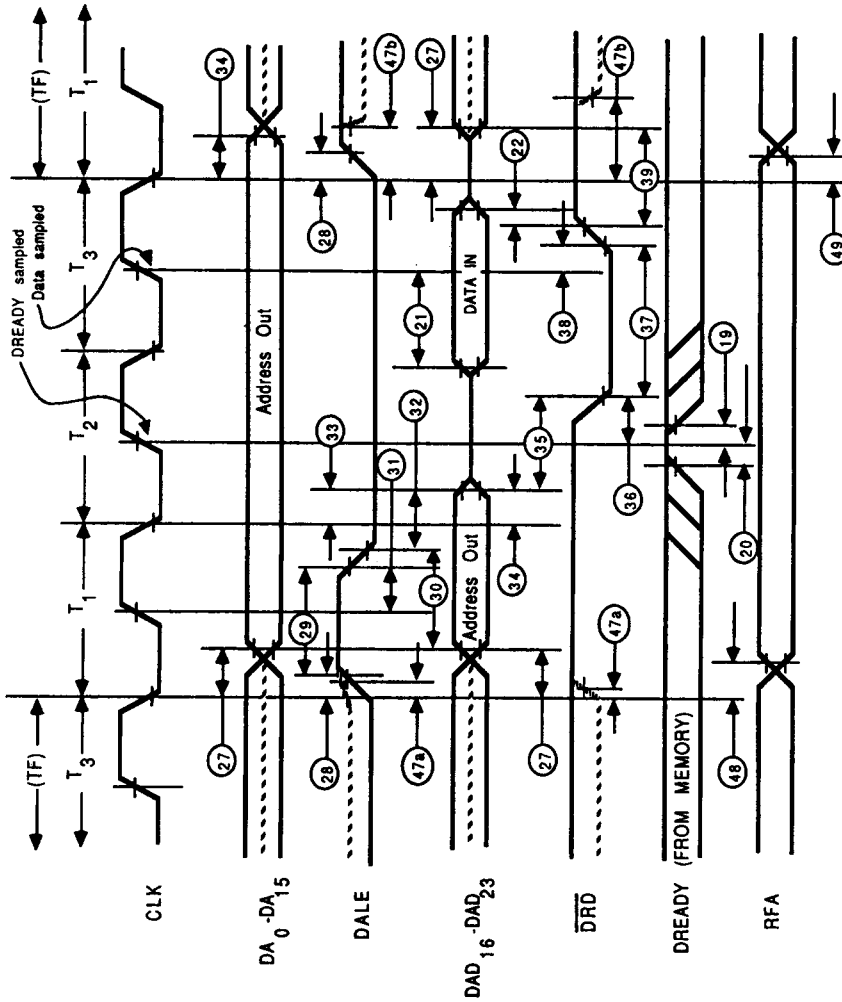 (TF) (TF)
T3 T1 T2 T3 T1
DREADY sampled
Data sampled
CLK
27 34
DA0-DA15 Address Out
28 29 33 28
DALE
47a 30 31 32 47b
DAD16-DAD23 Address Out DATA IN
21 27
27 34 22
DRD
47a 35 38 47b
36 37 39
DREADY (FROM MEMORY)
20 19
48 49
RFA